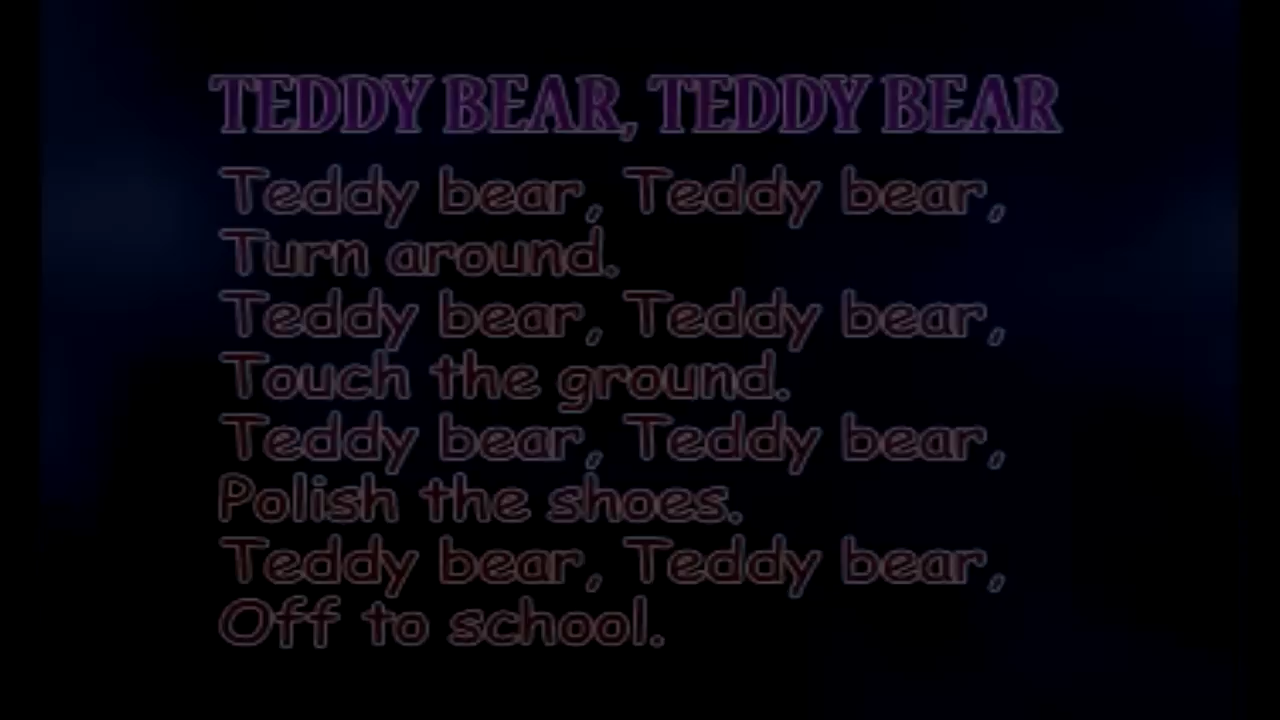 TEDDY BEAR, TEDDY BEAR
Teddy bear, Teddy bear,
Turn around.
Teddy bear, Teddy bear,
Touch the ground.
Teddy bear, Teddy bear,
Polish the shoes.
Teddy bear, Teddy bear,
Off to school.